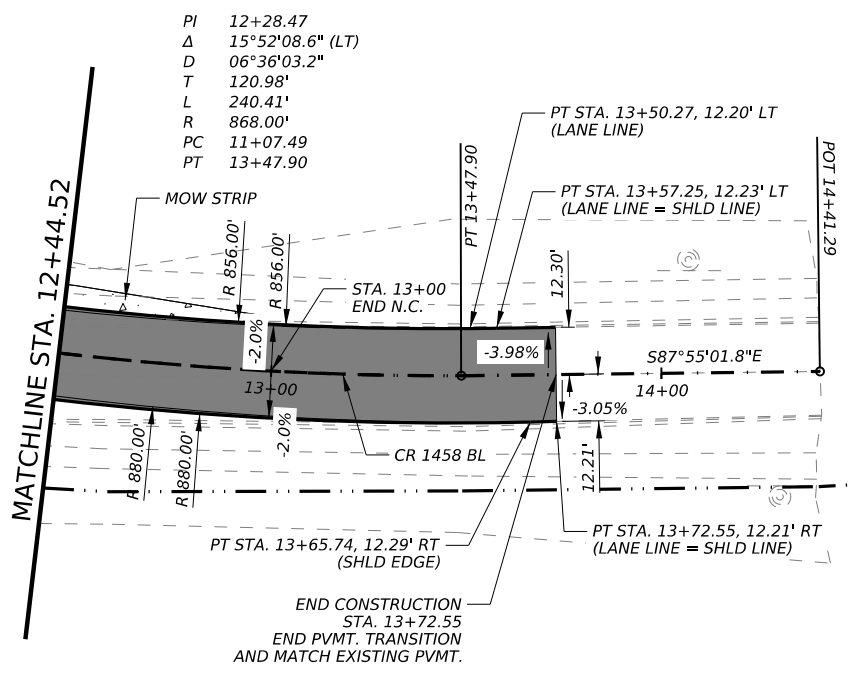 PI 12+28.47
Δ 15°52'08.6" (LT)
D 06°36'03.2"
T 120.98'
L 240.41'
R 868.00'
PC 11+07.49
PT 13+47.90
MATCHLINE STA. 12+44.52
MOW STRIP
R 856.00'
R 856.00'
STA. 13+00
END N.C.
PT 13+47.90
PT STA. 13+50.27, 12.20' LT
(LANE LINE)
PT STA. 13+57.25, 12.23' LT
(LANE LINE = SHLD LINE)
POT 14+41.29
12.30'
-2.0%
-3.98%
S87°55'01.8"E
13+00
14+00
-2.0%
-3.05%
CR 1458 BL
12.21'
R 880.00'
R 880.00'
PT STA. 13+65.74, 12.29' RT
(SHLD EDGE)
PT STA. 13+72.55, 12.21' RT
(LANE LINE = SHLD LINE)
END CONSTRUCTION
STA. 13+72.55
END PVMT. TRANSITION
AND MATCH EXISTING PVMT.